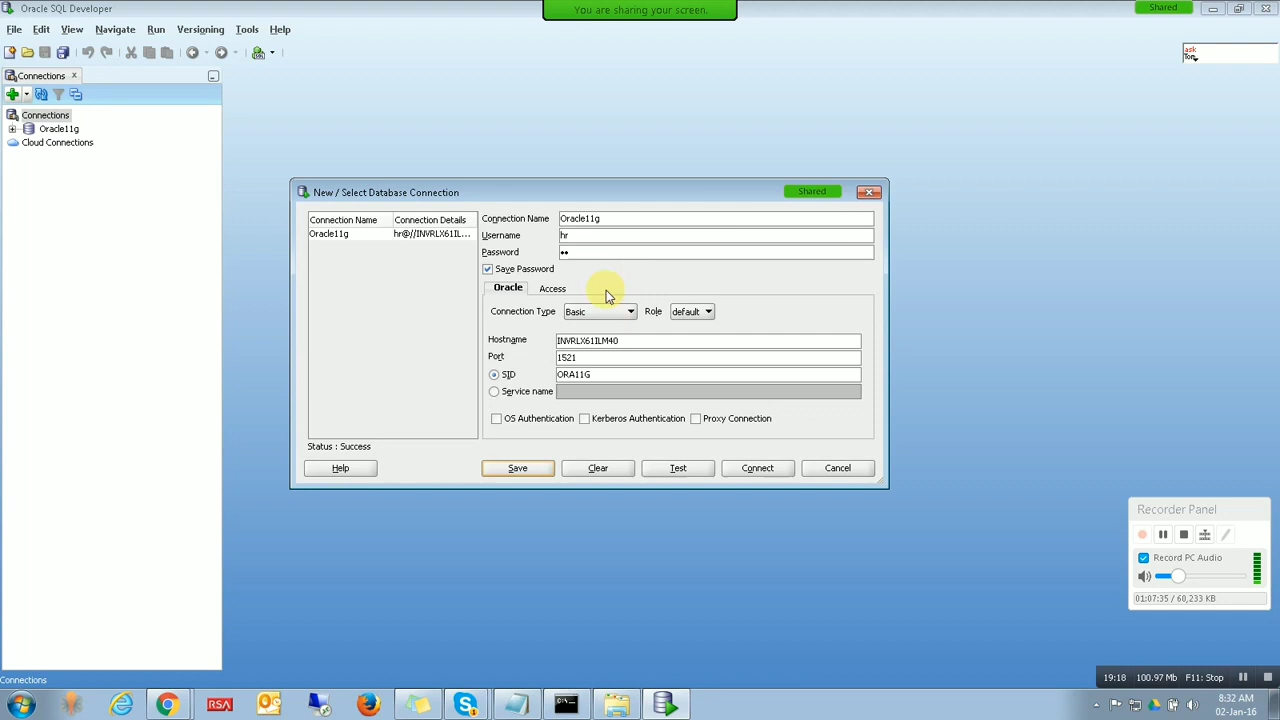 Oracle SQL Developer
You are sharing your screen.
Shared
File Edit View Navigate Run Versioning Tools Help
ask
Tom
Connections
Connections
Oracle11g
Cloud Connections
New / Select Database Connection
Shared
Connection Name Connection Details
Oracle11g hr@//INVRLX61IL...
Connection Name Oracle11g
Username hr
Password ••
Save Password
Oracle Access
Connection Type Basic Role default
Hostname INVRLX61ILM40
Port 1521
SID ORA11G
Service name
OS Authentication Kerberos Authentication Proxy Connection
Status : Success
Help Save Clear Test Connect Cancel
Recorder Panel
Record PC Audio
01:07:35 / 60,233 KB
Connections
19:18 100.97 Mb F11: Stop
RSA
8:32 AM
02-Jan-16